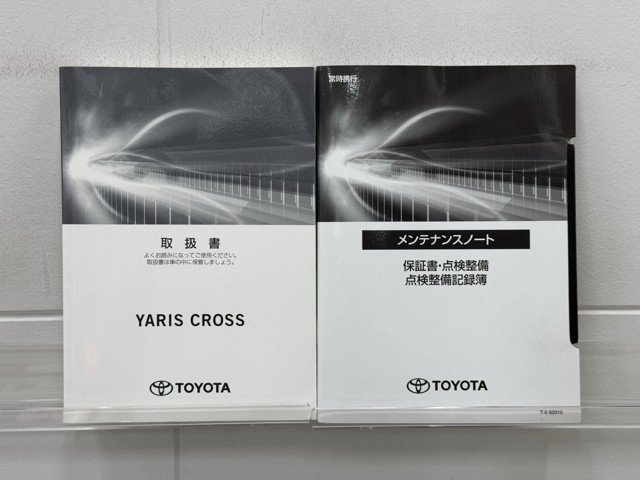 取扱書
よくお読みになってご使用ください。
取扱書は車の中に保管しましょう。
YARIS CROSS
TOYOTA
常時携行
メンテナンスノート
保証書・点検整備
点検整備記録簿
TOYOTA